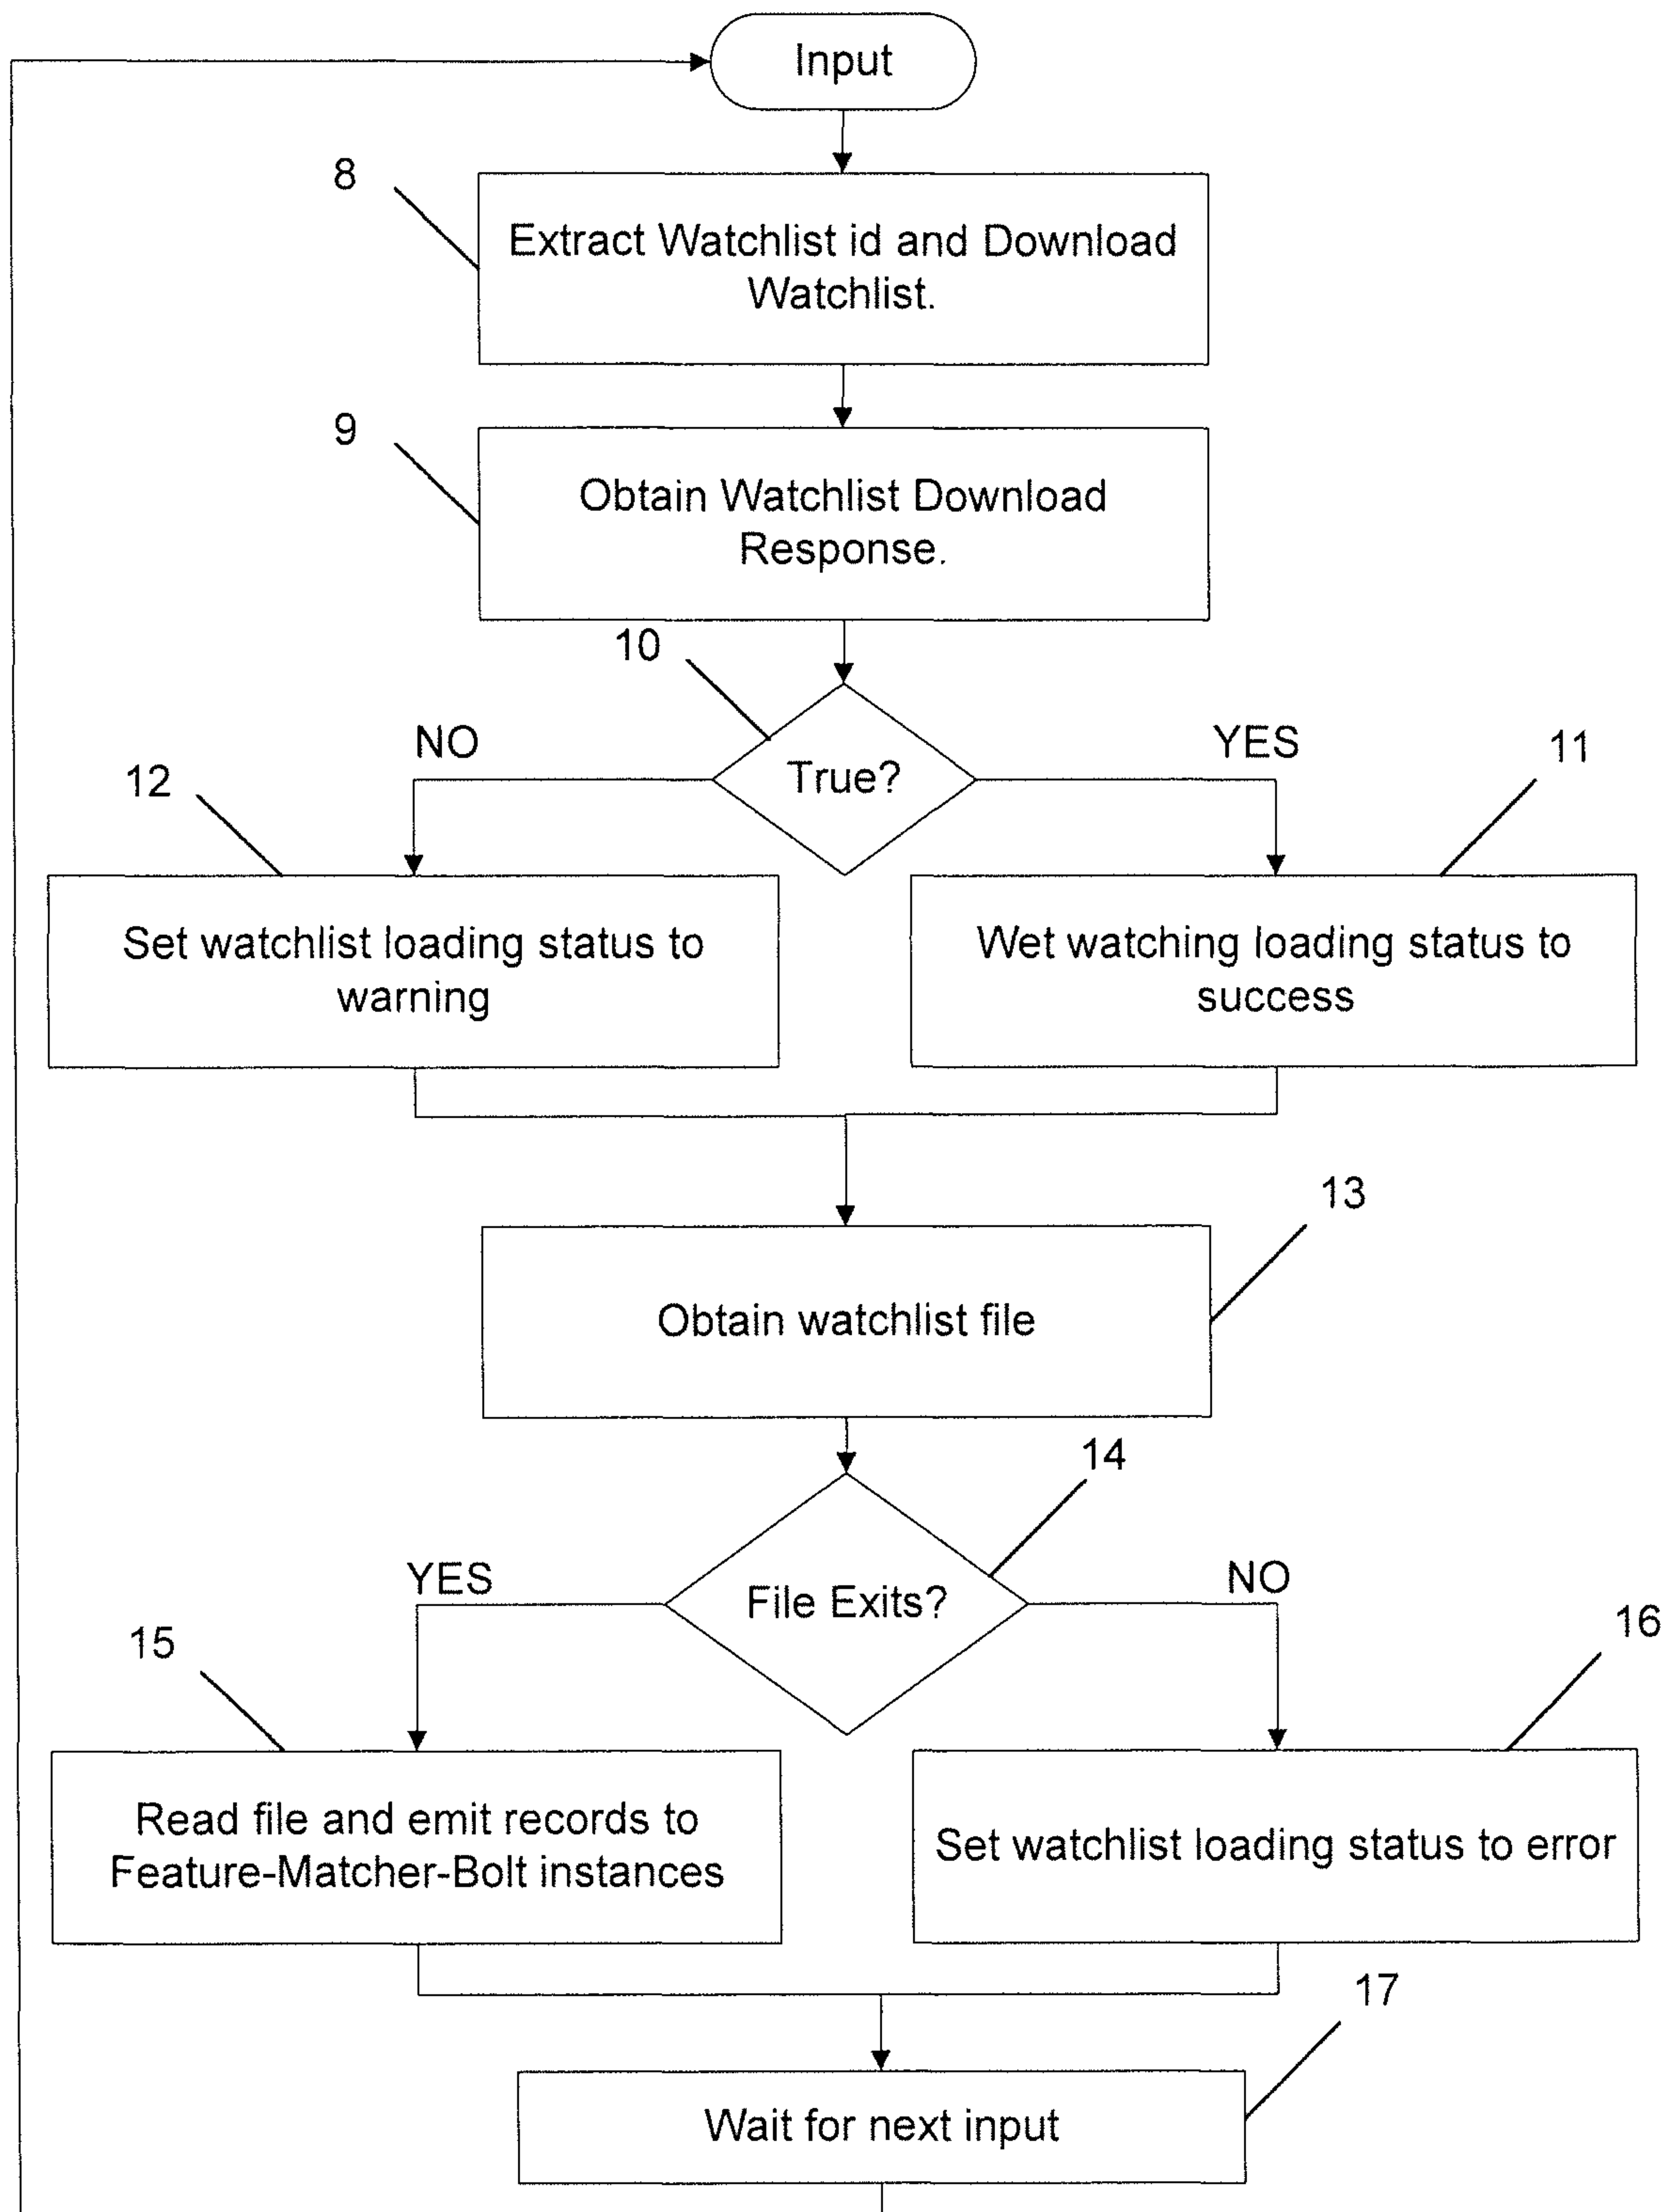 Input
8
Extract Watchlist id and Download
Watchlist.
9
Obtain Watchlist Download
Response.
10
NO
YES
11
12
True?
Set watchlist loading status to
warning
Wet watching loading status to
success
13
Obtain watchlist file
14
YES
NO
File Exits?
15
16
Read file and emit records to
Feature-Matcher-Bolt instances
Set watchlist loading status to error
17
Wait for next input